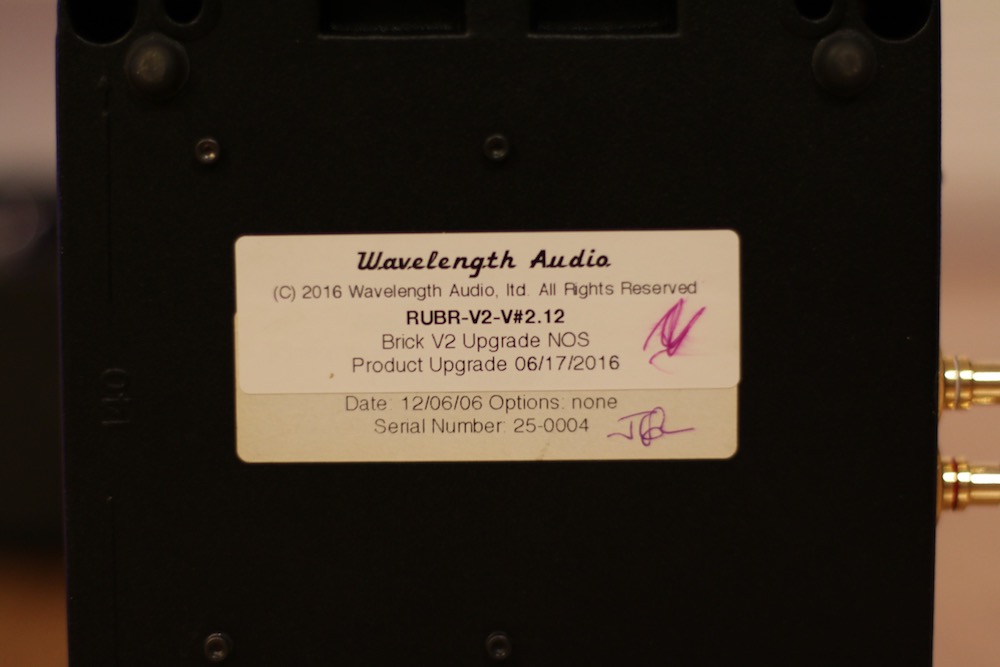 Wavelength Audio
(C) 2016 Wavelength Audio, ltd. All Rights Reserved
RUBR-V2-V#2.12
Brick V2 Upgrade NOS
Product Upgrade 06/17/2016
Date: 12/06/06 Options: none
Serial Number: 25-0004